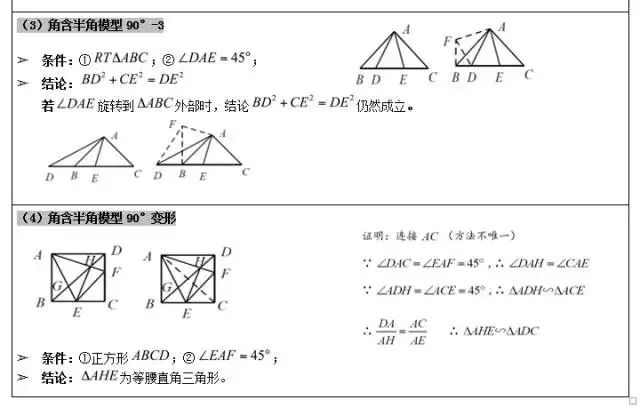 (3) 角含半角模型 90°-3
➢ 条件:① RTΔABC;② ∠DAE = 45°;
➢ 结论:BD² + CE² = DE²
若∠DAE 旋转到 ΔABC 外部时,结论 BD² + CE² = DE² 仍然成立。
A
B D E C
A
F
B D E C
A
D B E C
F
A
D B E C
(4) 角含半角模型 90° 变形
A D
H
F
G
B E C
A D
H
F
G
B E C
➢ 条件:①正方形 ABCD;② ∠EAF = 45°;
➢ 结论:ΔAHE 为等腰直角三角形。
证明:连接 AC (方法不唯一)
∵ ∠DAC = ∠EAF = 45°,∴ ∠DAH = ∠CAE
∵ ∠ADH = ∠ACE = 45°,∴ ΔADH∽ΔACE
∴ DA/AH = AC/AE ∴ ΔAHE∽ΔADC